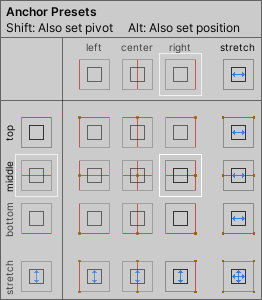 Anchor Presets
Shift: Also set pivot Alt: Also set position
left center right stretch
top
middle
bottom
stretch